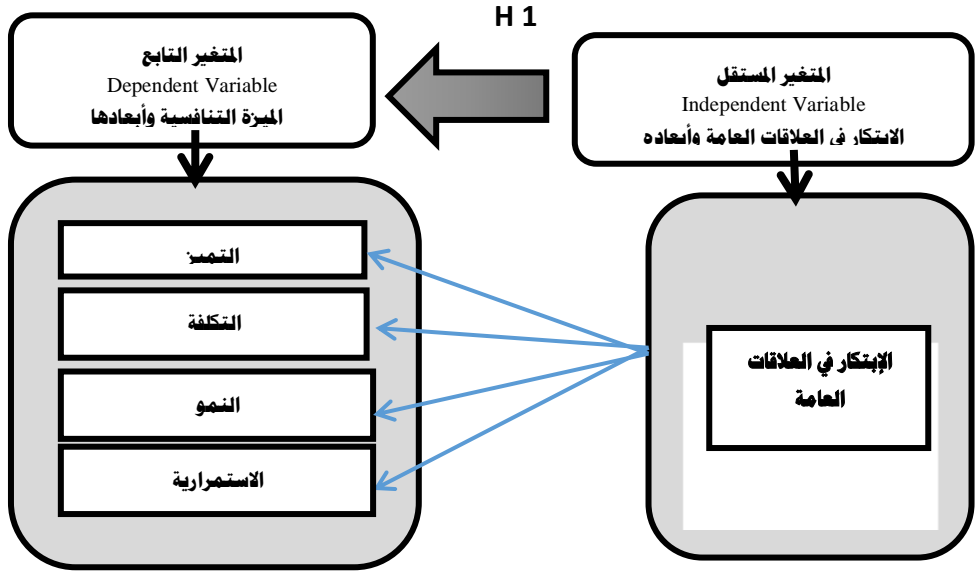 H 1
المتغير المستقل
Independent Variable
الابتكار في العلاقات العامة وأبعاده
المتغير التابع
Dependent Variable
الميزة التنافسية وأبعادها
الإبتكار في العلاقات
العامة
التميز
التكلفة
النمو
الاستمرارية